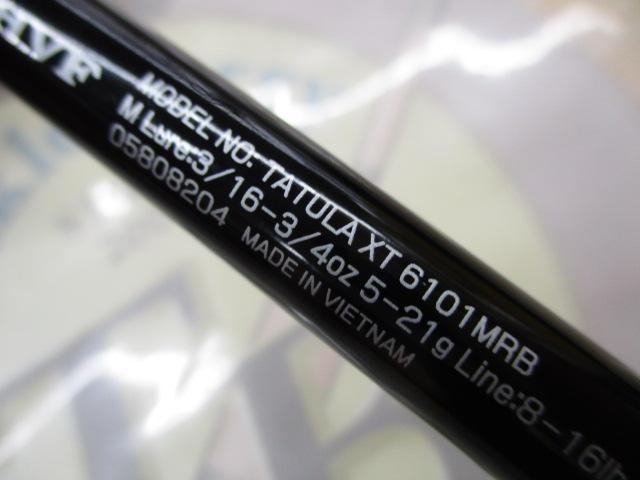 MODEL NO. TATULA XT 6101MRB
M Lure:3/16-3/4oz 5-21g Line:8-16lb
05808204 MADE IN VIETNAM